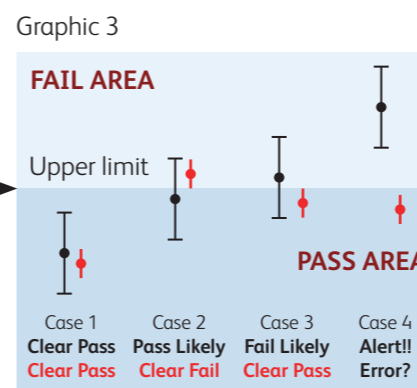 Graphic 3
FAIL AREA
Upper limit
PASS AREA
Case 1 Case 2 Case 3 Case 4
Clear Pass Pass Likely Fail Likely Alert!!
Clear Pass Clear Fail Clear Pass Error?